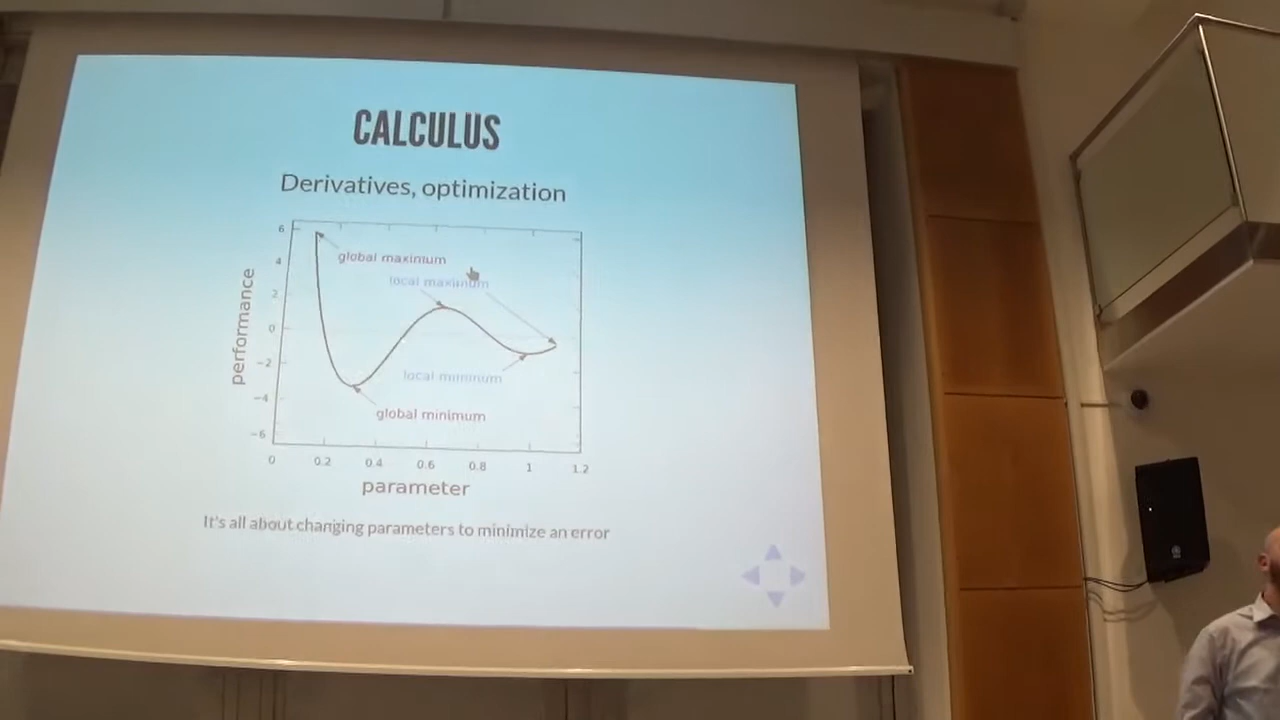 CALCULUS
Derivatives, optimization
6
4
2
0
−2
−4
−6
performance
global maximum
local maximum
local minimum
global minimum
0 0.2 0.4 0.6 0.8 1 1.2
parameter
It's all about changing parameters to minimize an error